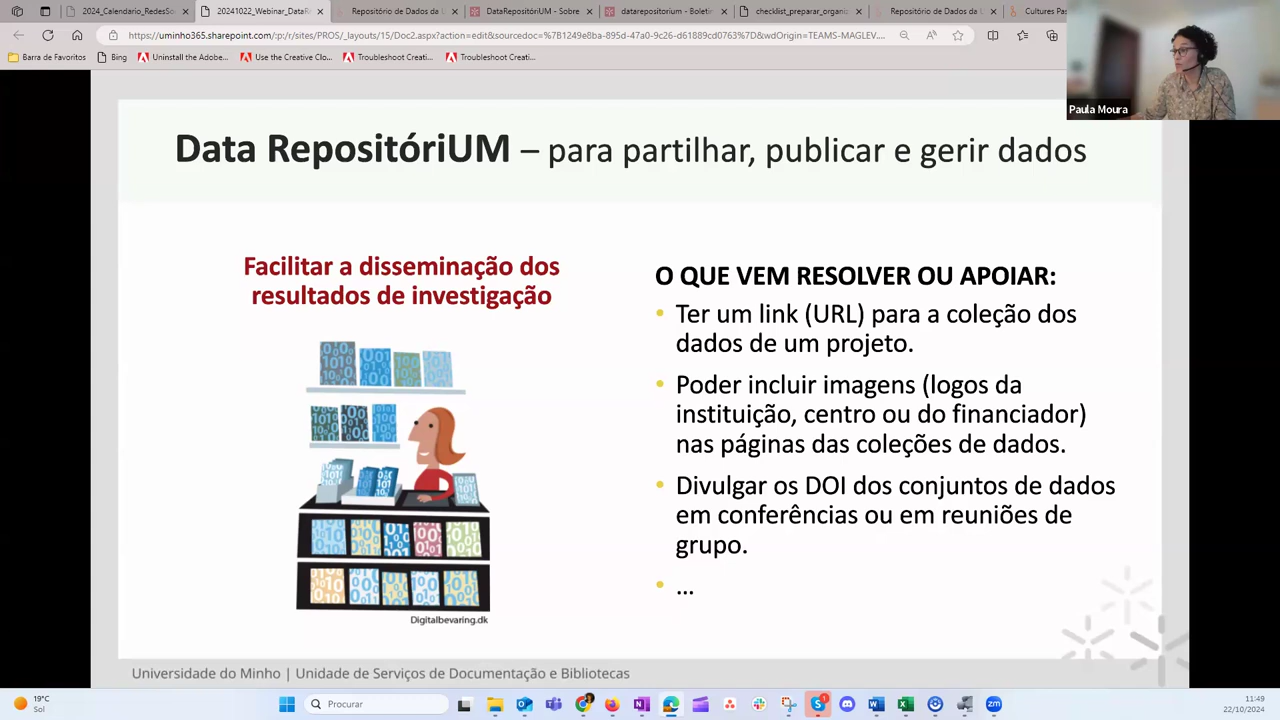 2024_Calendário_RedesSoc
20241022_Webinar_DataRe
Repositório de Dados da U
DataRepositóriUM - Sobre
datarepositorium - Boletin
checklist_preparar_organiz
Repositório de Dados da U
Culturas Pas
https://uminho365.sharepoint.com/:p:/r/sites/PROS/_layouts/15/Doc2.aspx?action=edit&sourcedoc=%7B1249e8ba-895d-47a0-9c26-d61889cd0763%7D&wdOrigin=TEAMS-MAGLEV....
Barra de Favoritos
Bing
Uninstall the Adobe...
Use the Creative Clo...
Troubleshoot Creati...
Troubleshoot Creati...
Paula Moura
Data RepositóriUM – para partilhar, publicar e gerir dados
Facilitar a disseminação dos
resultados de investigação
Digitalbevaring.dk
O QUE VEM RESOLVER OU APOIAR:
• Ter um link (URL) para a coleção dos
dados de um projeto.
• Poder incluir imagens (logos da
instituição, centro ou do financiador)
nas páginas das coleções de dados.
• Divulgar os DOI dos conjuntos de dados
em conferências ou em reuniões de
grupo.
• ...
Universidade do Minho | Unidade de Serviços de Documentação e Bibliotecas
19°C
Sol
Procurar
11:49
22/10/2024